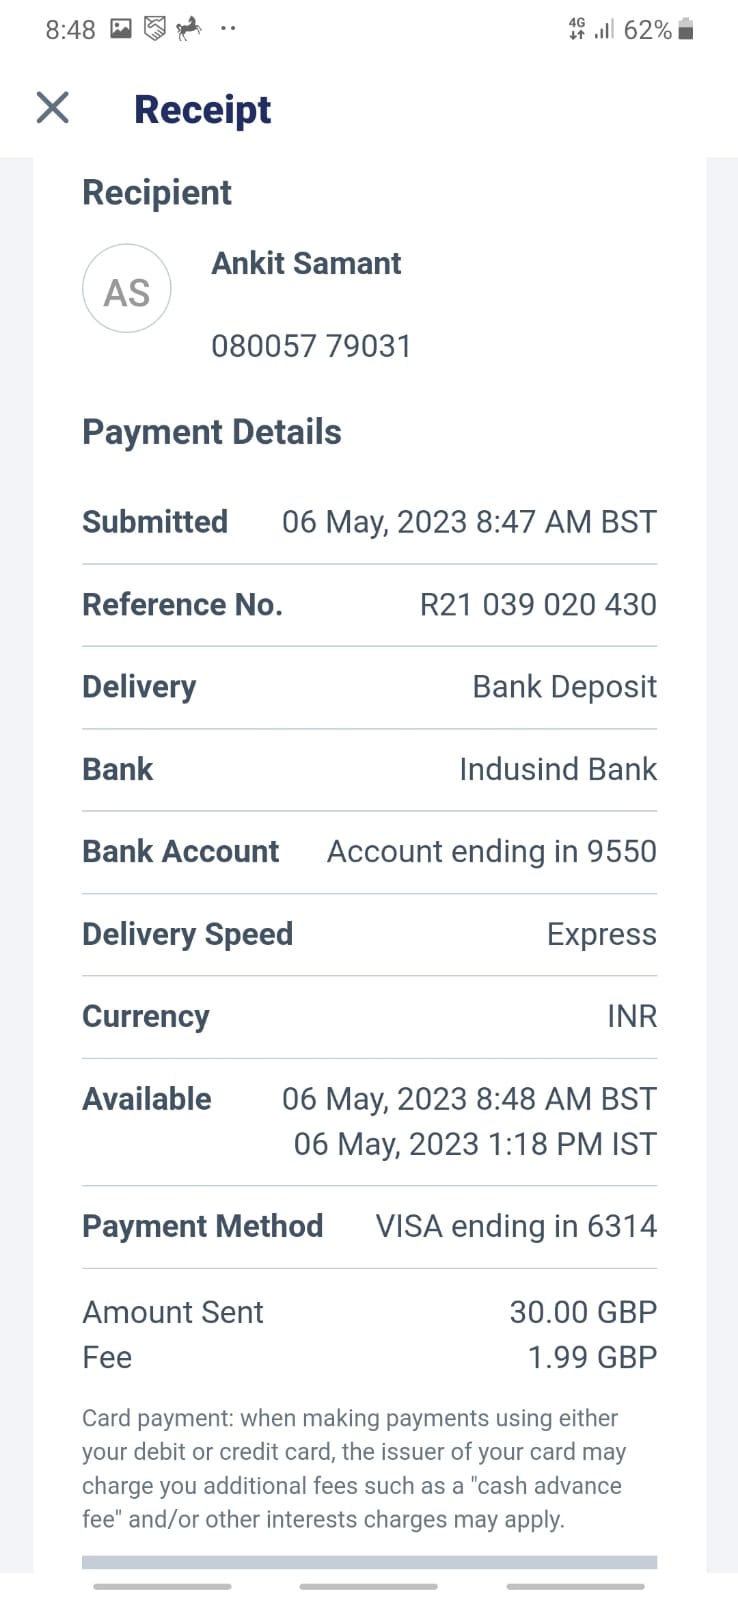 8:48
4G 62%
Receipt
Recipient
AS
Ankit Samant
080057 79031
Payment Details
Submitted 06 May, 2023 8:47 AM BST
Reference No. R21 039 020 430
Delivery Bank Deposit
Bank Indusind Bank
Bank Account Account ending in 9550
Delivery Speed Express
Currency INR
Available 06 May, 2023 8:48 AM BST
06 May, 2023 1:18 PM IST
Payment Method VISA ending in 6314
Amount Sent 30.00 GBP
Fee 1.99 GBP
Card payment: when making payments using either
your debit or credit card, the issuer of your card may
charge you additional fees such as a "cash advance
fee" and/or other interests charges may apply.